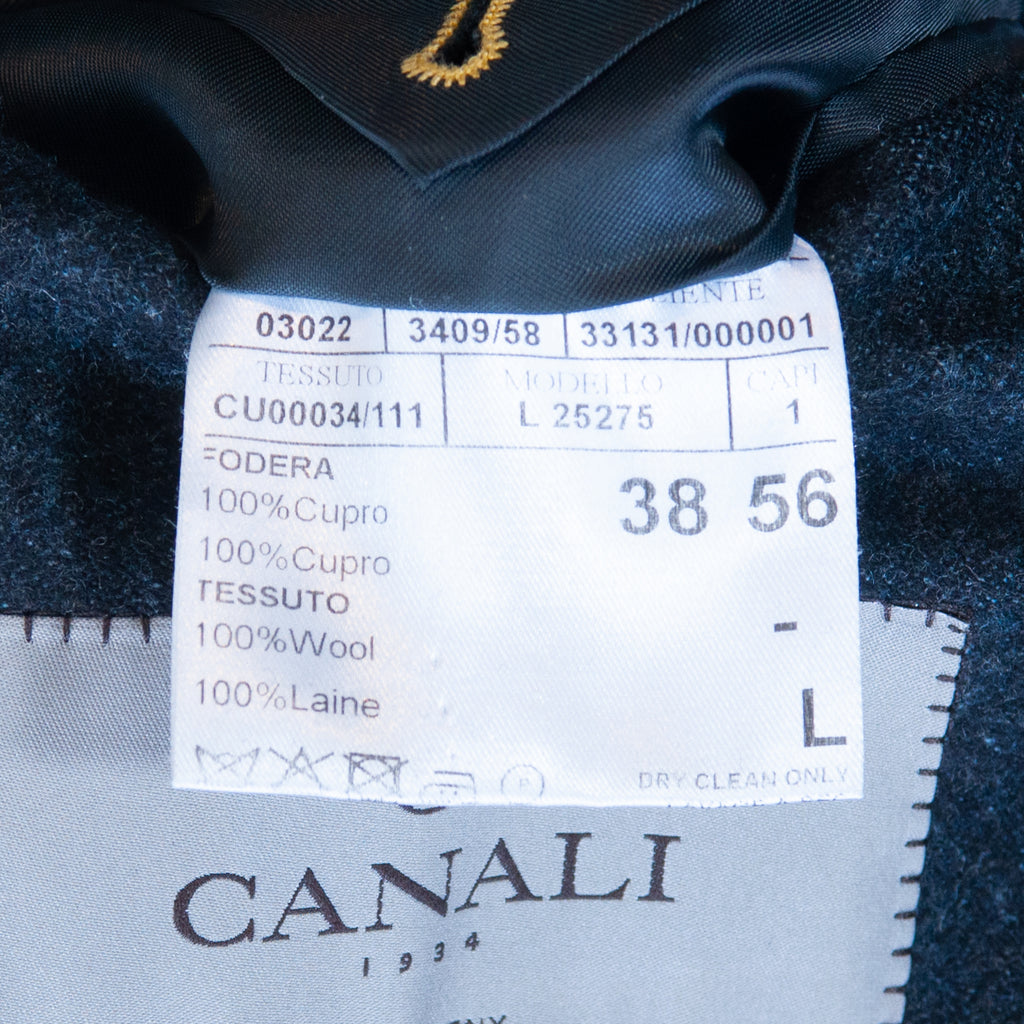 03022 3409/58 33131/000001
TESSUTO MODELLO CAPI
CU00034/111 L 25275 1
FODERA
38 56
100%Cupro
100%Cupro
TESSUTO
-
100%Wool
100%Laine
L
DRY CLEAN ONLY
CANALI
1934